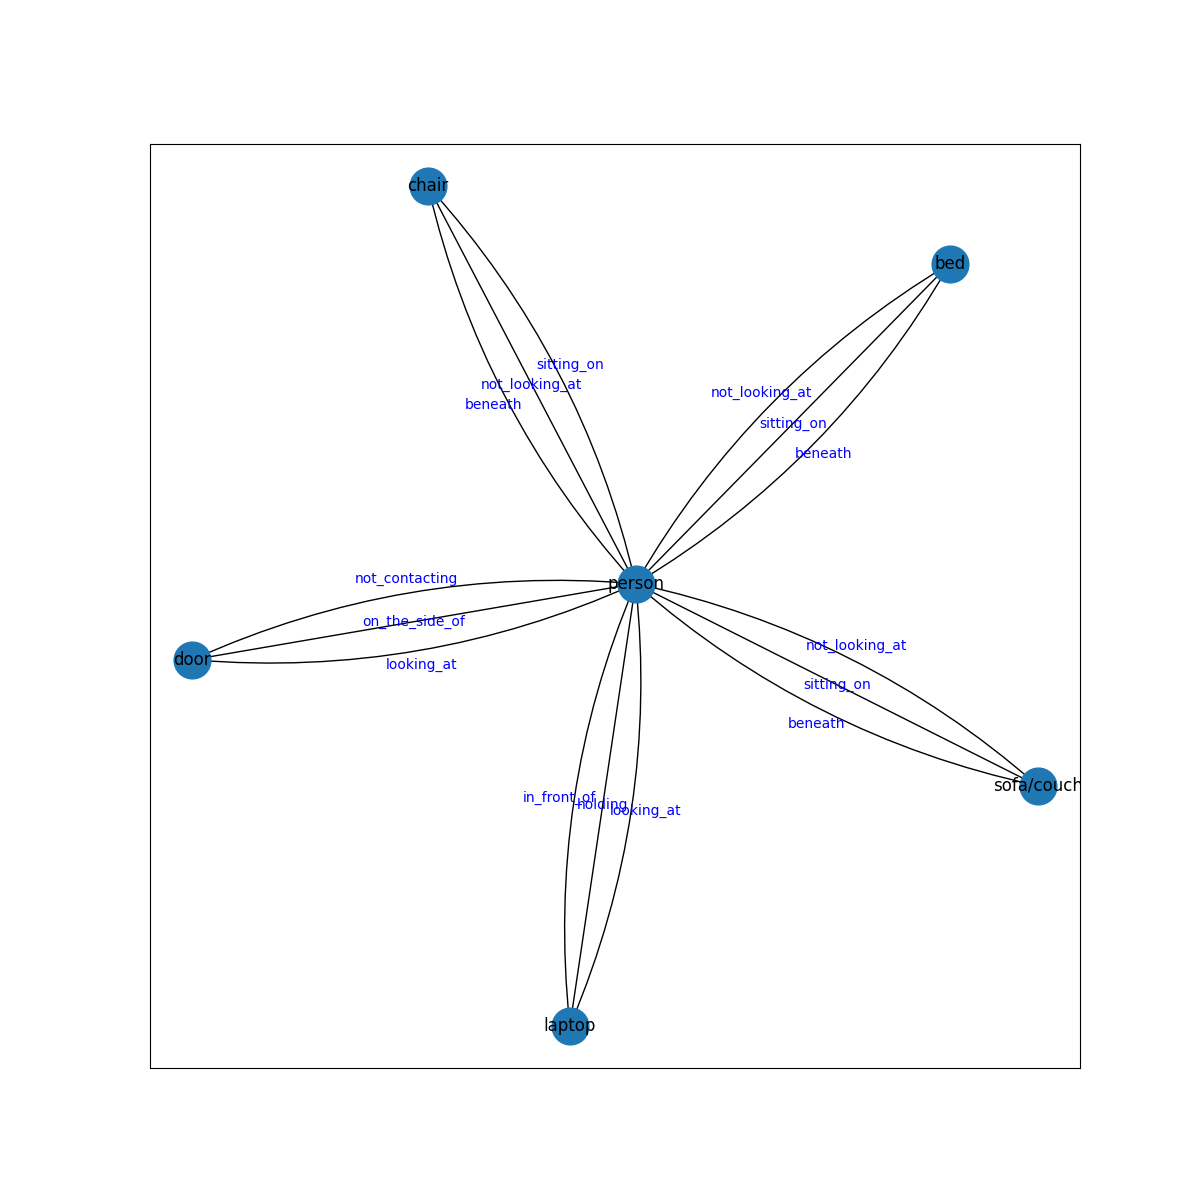 chair
bed
sitting_on
not_looking_at
beneath
not_looking_at
sitting_on
beneath
person
not_contacting
on_the_side_of
looking_at
door
not_looking_at
sitting_on
beneath
sofa/couch
in_front_of
holding
looking_at
laptop